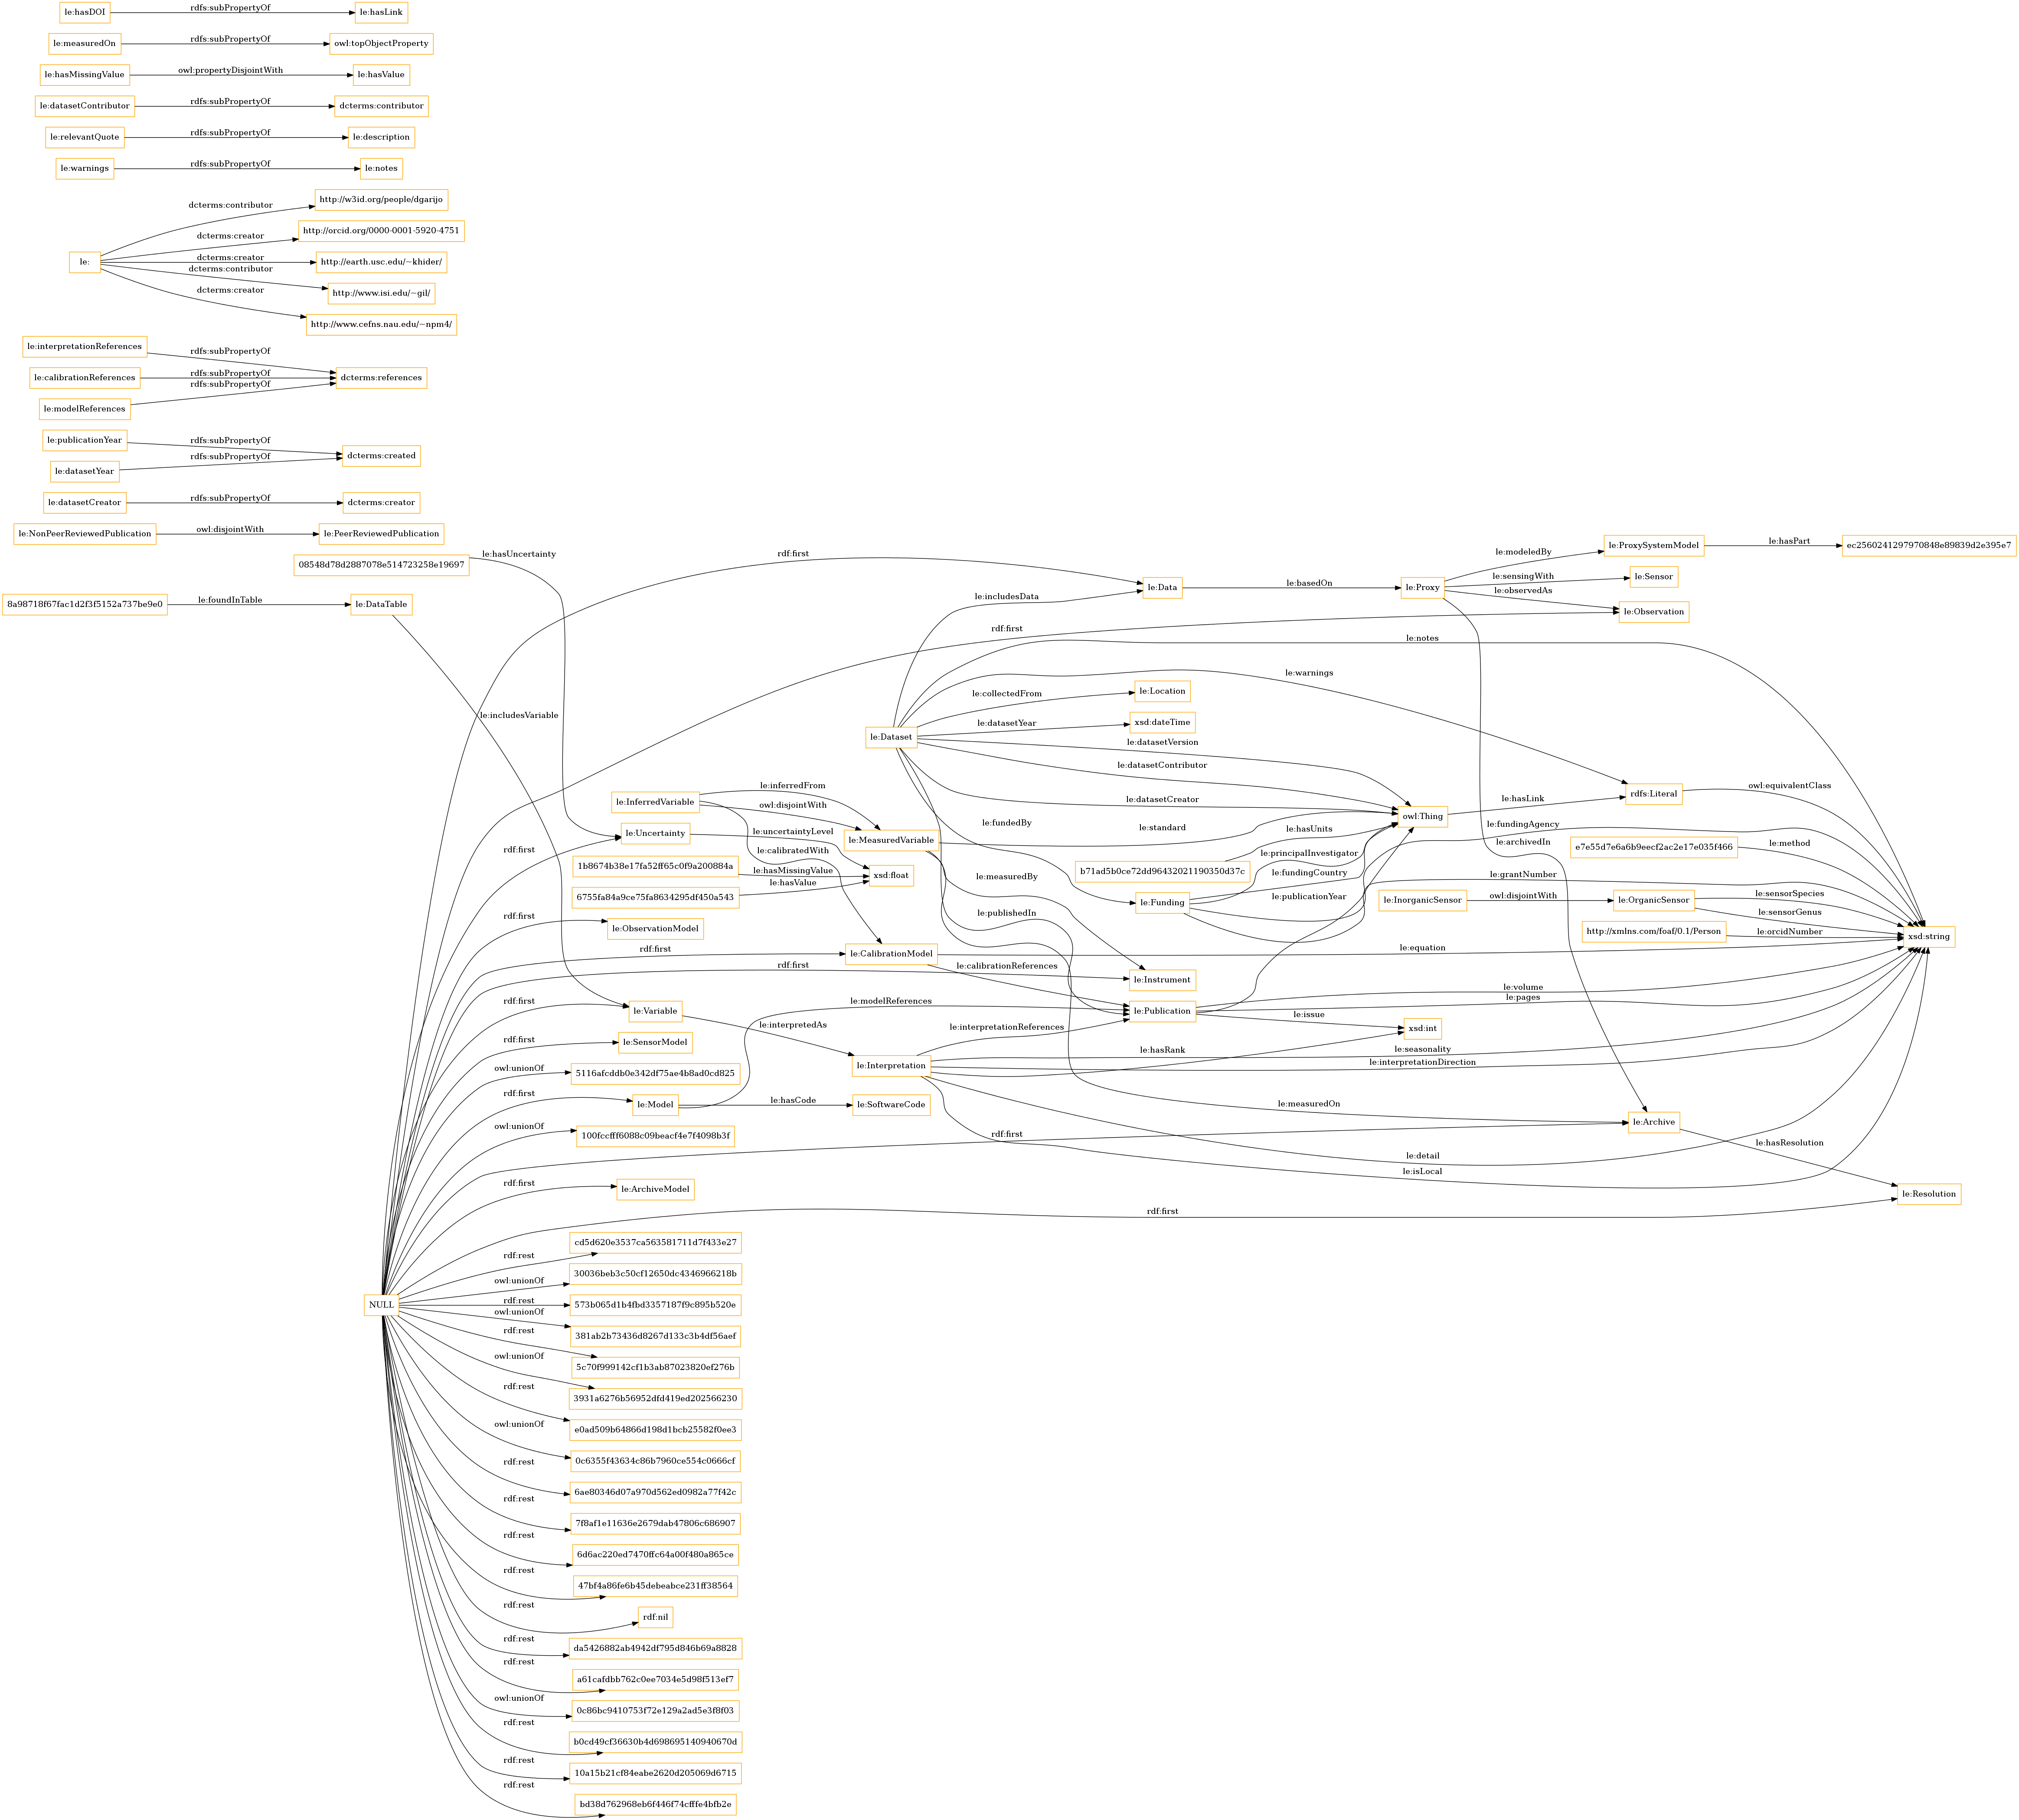 le:hasDOI rdfs:subPropertyOf le:hasLink
le:measuredOn rdfs:subPropertyOf owl:topObjectProperty
le:hasMissingValue owl:propertyDisjointWith le:hasValue
le:datasetContributor rdfs:subPropertyOf dcterms:contributor
le:relevantQuote rdfs:subPropertyOf le:description
le:warnings rdfs:subPropertyOf le:notes
dcterms:contributor http://w3id.org/people/dgarijo
dcterms:creator http://orcid.org/0000-0001-5920-4751
le: dcterms:creator http://earth.usc.edu/~khider/
dcterms:contributor http://www.isi.edu/~gil/
dcterms:creator http://www.cefns.nau.edu/~npm4/
le:interpretationReferences rdfs:subPropertyOf
le:calibrationReferences rdfs:subPropertyOf dcterms:references
le:modelReferences rdfs:subPropertyOf
le:publicationYear rdfs:subPropertyOf
dcterms:created
le:datasetYear rdfs:subPropertyOf
le:datasetCreator rdfs:subPropertyOf dcterms:creator
le:NonPeerReviewedPublication owl:disjointWith le:PeerReviewedPublication
08548d78d2887078e514723258e19697 le:hasUncertainty
8a98718f67fac1d2f3f5152a737be9e0 le:foundInTable le:DataTable
le:includesVariable
rdf:first le:Data le:basedOn le:Proxy
le:modeledBy le:ProxySystemModel le:hasPart ec2560241297970848e89839d2e395e7
le:sensingWith le:Sensor
le:observedAs le:Observation
le:includesData
rdf:first
le:notes
le:warnings
le:collectedFrom le:Location
le:Dataset le:datasetYear xsd:dateTime
le:datasetVersion
le:datasetContributor
le:datasetCreator
le:fundedBy
le:InferredVariable le:inferredFrom
owl:disjointWith
le:calibratedWith
le:Uncertainty le:uncertaintyLevel
le:MeasuredVariable le:standard
owl:Thing le:hasLink rdfs:Literal owl:equivalentClass
1b8674b38e17fa52ff65c0f9a200884a le:hasMissingValue xsd:float
6755fa84a9ce75fa8634295df450a543 le:hasValue
le:measuredBy
b71ad5b0ce72dd96432021190350d37c le:hasUnits
le:principalInvestigator
le:fundingCountry
le:Funding
le:fundingAgency
le:grantNumber
le:archivedIn
e7e55d7e6a6b9eecf2ac2e17e035f466 le:method
le:InorganicSensor owl:disjointWith le:OrganicSensor le:sensorSpecies
le:sensorGenus
http://xmlns.com/foaf/0.1/Person le:orcidNumber xsd:string
le:publishedIn
le:publicationYear
rdf:first
rdf:first le:ObservationModel
rdf:first le:CalibrationModel le:equation
le:calibrationReferences
rdf:first le:Instrument
rdf:first le:Variable le:interpretedAs
le:modelReferences le:Publication le:volume
le:pages
le:issue xsd:int
rdf:first le:SensorModel
le:interpretationReferences
le:Interpretation le:hasRank
le:seasonality
le:interpretationDirection
owl:unionOf 5116afcddb0e342df75ae4b8ad0cd825
rdf:first le:Model le:hasCode le:SoftwareCode
le:measuredOn le:Archive
owl:unionOf 100fccfff6088c09beacf4e7f4098b3f
rdf:first
le:hasResolution
le:detail
le:isLocal
rdf:first le:ArchiveModel
rdf:first le:Resolution
NULL
rdf:rest cd5d620e3537ca563581711d7f433e27
owl:unionOf 30036beb3c50cf12650dc4346966218b
rdf:rest 573b065d1b4fbd3357187f9c895b520e
owl:unionOf 381ab2b73436d8267d133c3b4df56aef
rdf:rest 5c70f999142cf1b3ab87023820ef276b
owl:unionOf 3931a6276b56952dfd419ed202566230
rdf:rest e0ad509b64866d198d1bcb25582f0ee3
owl:unionOf 0c6355f43634c86b7960ce554c0666cf
rdf:rest 6ae80346d07a970d562ed0982a77f42c
rdf:rest 7f8af1e11636e2679dab47806c686907
rdf:rest 6d6ac220ed7470ffc64a00f480a865ce
rdf:rest 47bf4a86fe6b45debeabce231ff38564
rdf:rest rdf:nil
rdf:rest da5426882ab4942df795d846b69a8828
rdf:rest a61cafdbb762c0ee7034e5d98f513ef7
owl:unionOf 0c86bc9410753f72e129a2ad5e3f8f03
rdf:rest b0cd49cf36630b4d698695140940670d
rdf:rest 10a15b21cf84eabe2620d205069d6715
rdf:rest bd38d762968eb6f446f74cfffe4bfb2e